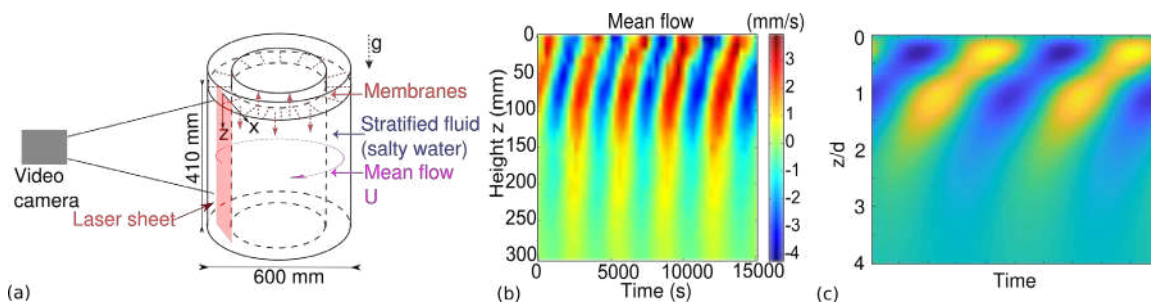 g
Membranes
z
x
Stratified fluid
(salty water)
410 mm
Mean flow
U
Video
camera
Laser sheet
600 mm
(a)
Mean flow
(mm/s)
Height z (mm)
0
50
100
150
200
250
300
0
5000
10000
15000
Time (s)
3
2
1
0
-1
-2
-3
-4
(b)
z/d
0
1
2
3
4
Time
(c)